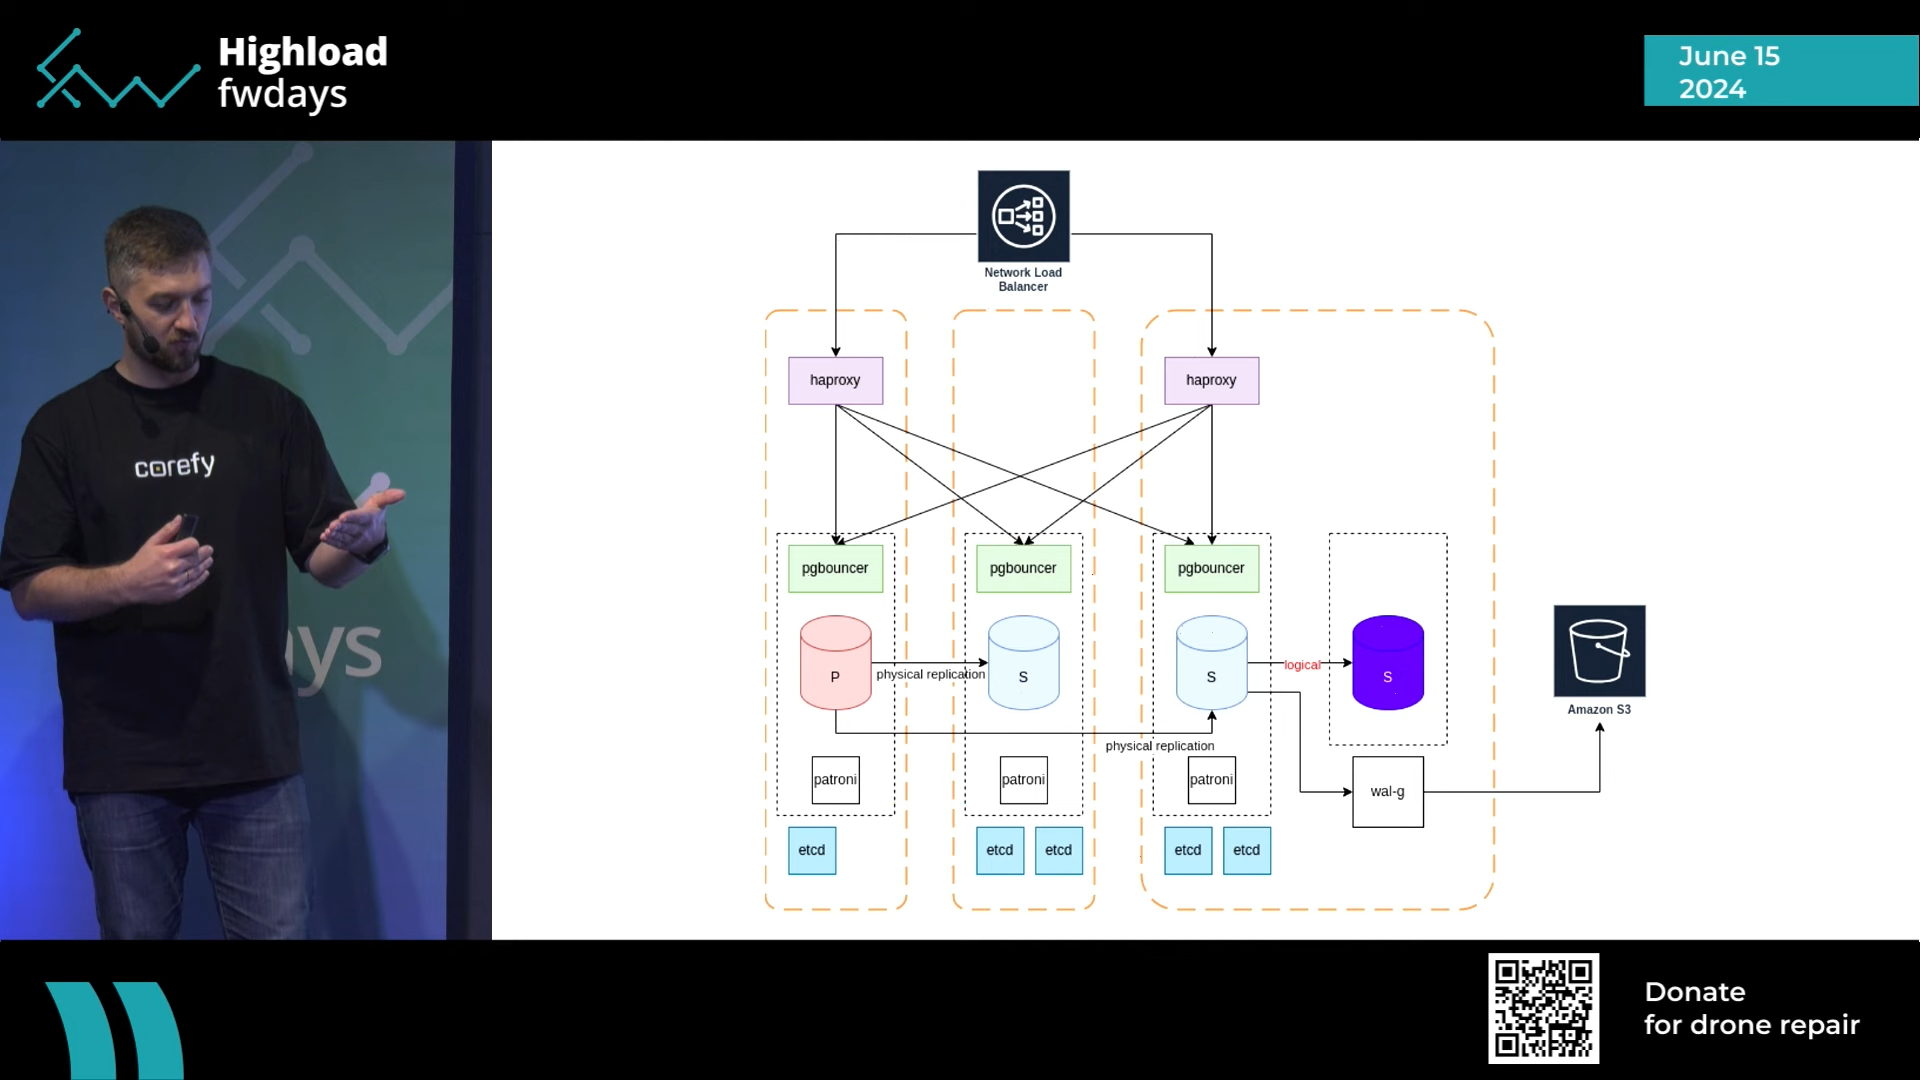 Highload
fwdays
June 15
2024
corefy
ays
Network Load
Balancer
haproxy
haproxy
pgbouncer
pgbouncer
pgbouncer
P
physical replication
S
S
logical
S
physical replication
Amazon S3
patroni
patroni
patroni
wal-g
etcd
etcd
etcd
etcd
etcd
Donate
for drone repair